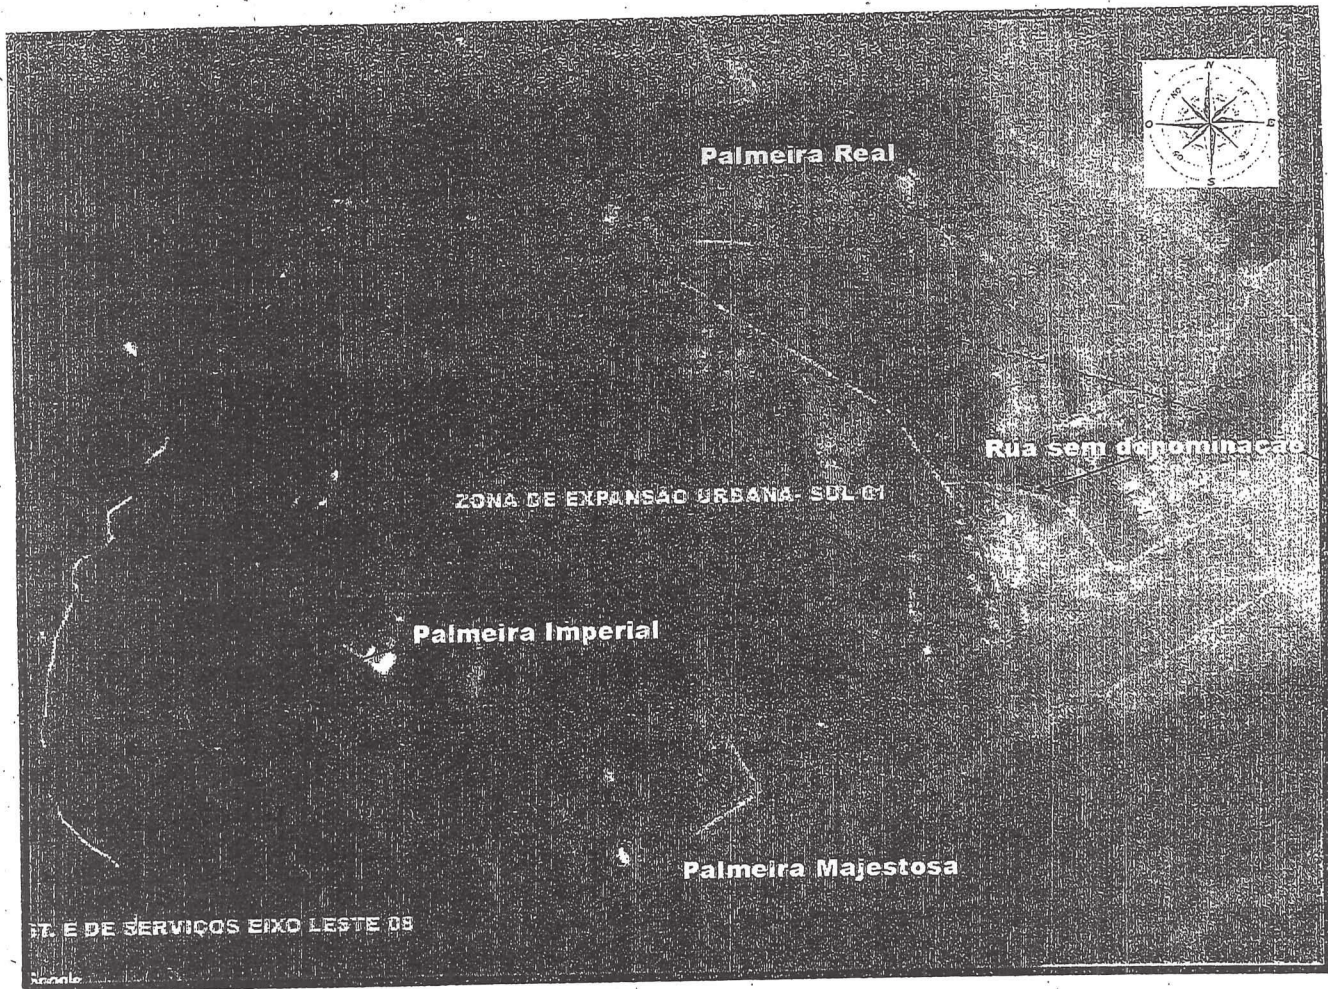 N
O
E
S
Palmeira Real
Rua sem denominação
ZONA DE EXPANSÃO URBANA- SUL 01
Palmeira Imperial
Palmeira Majestosa
E DE SERVIÇOS EIXO LESTE 08
Google